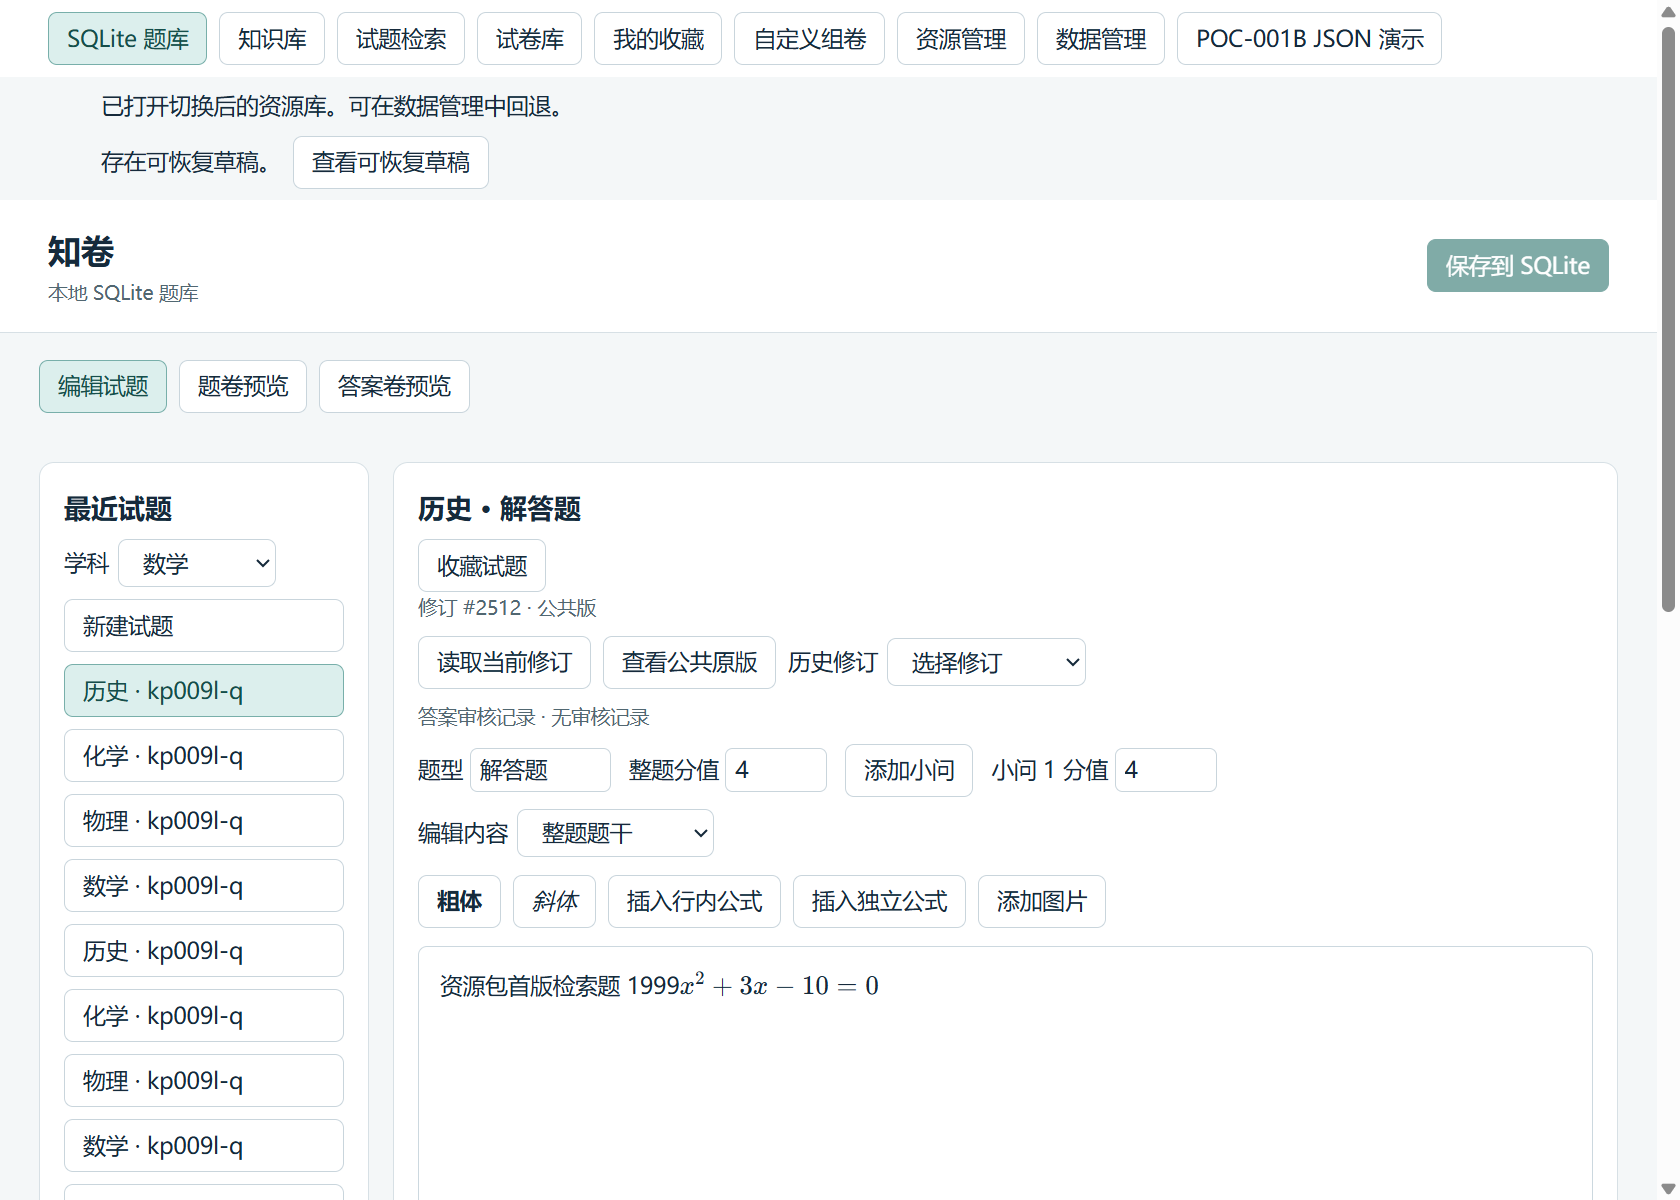 SQLite 题库 知识库 试题检索 试卷库 我的收藏 自定义组卷 资源管理 数据管理 POC-001B JSON 演示
已打开切换后的资源库。可在数据管理中回退。
存在可恢复草稿。 查看可恢复草稿
知卷
本地 SQLite 题库
保存到 SQLite
编辑试题 题卷预览 答案卷预览
最近试题
学科 数学
新建试题
历史 · kp009l-q
化学 · kp009l-q
物理 · kp009l-q
数学 · kp009l-q
历史 · kp009l-q
化学 · kp009l-q
物理 · kp009l-q
数学 · kp009l-q
历史 • 解答题
收藏试题
修订 #2512 · 公共版
读取当前修订 查看公共原版 历史修订 选择修订
答案审核记录 · 无审核记录
题型 解答题 整题分值 4 添加小问 小问 1 分值 4
编辑内容 整题题干
粗体 斜体 插入行内公式 插入独立公式 添加图片
资源包首版检索题 1999x² + 3x − 10 = 0